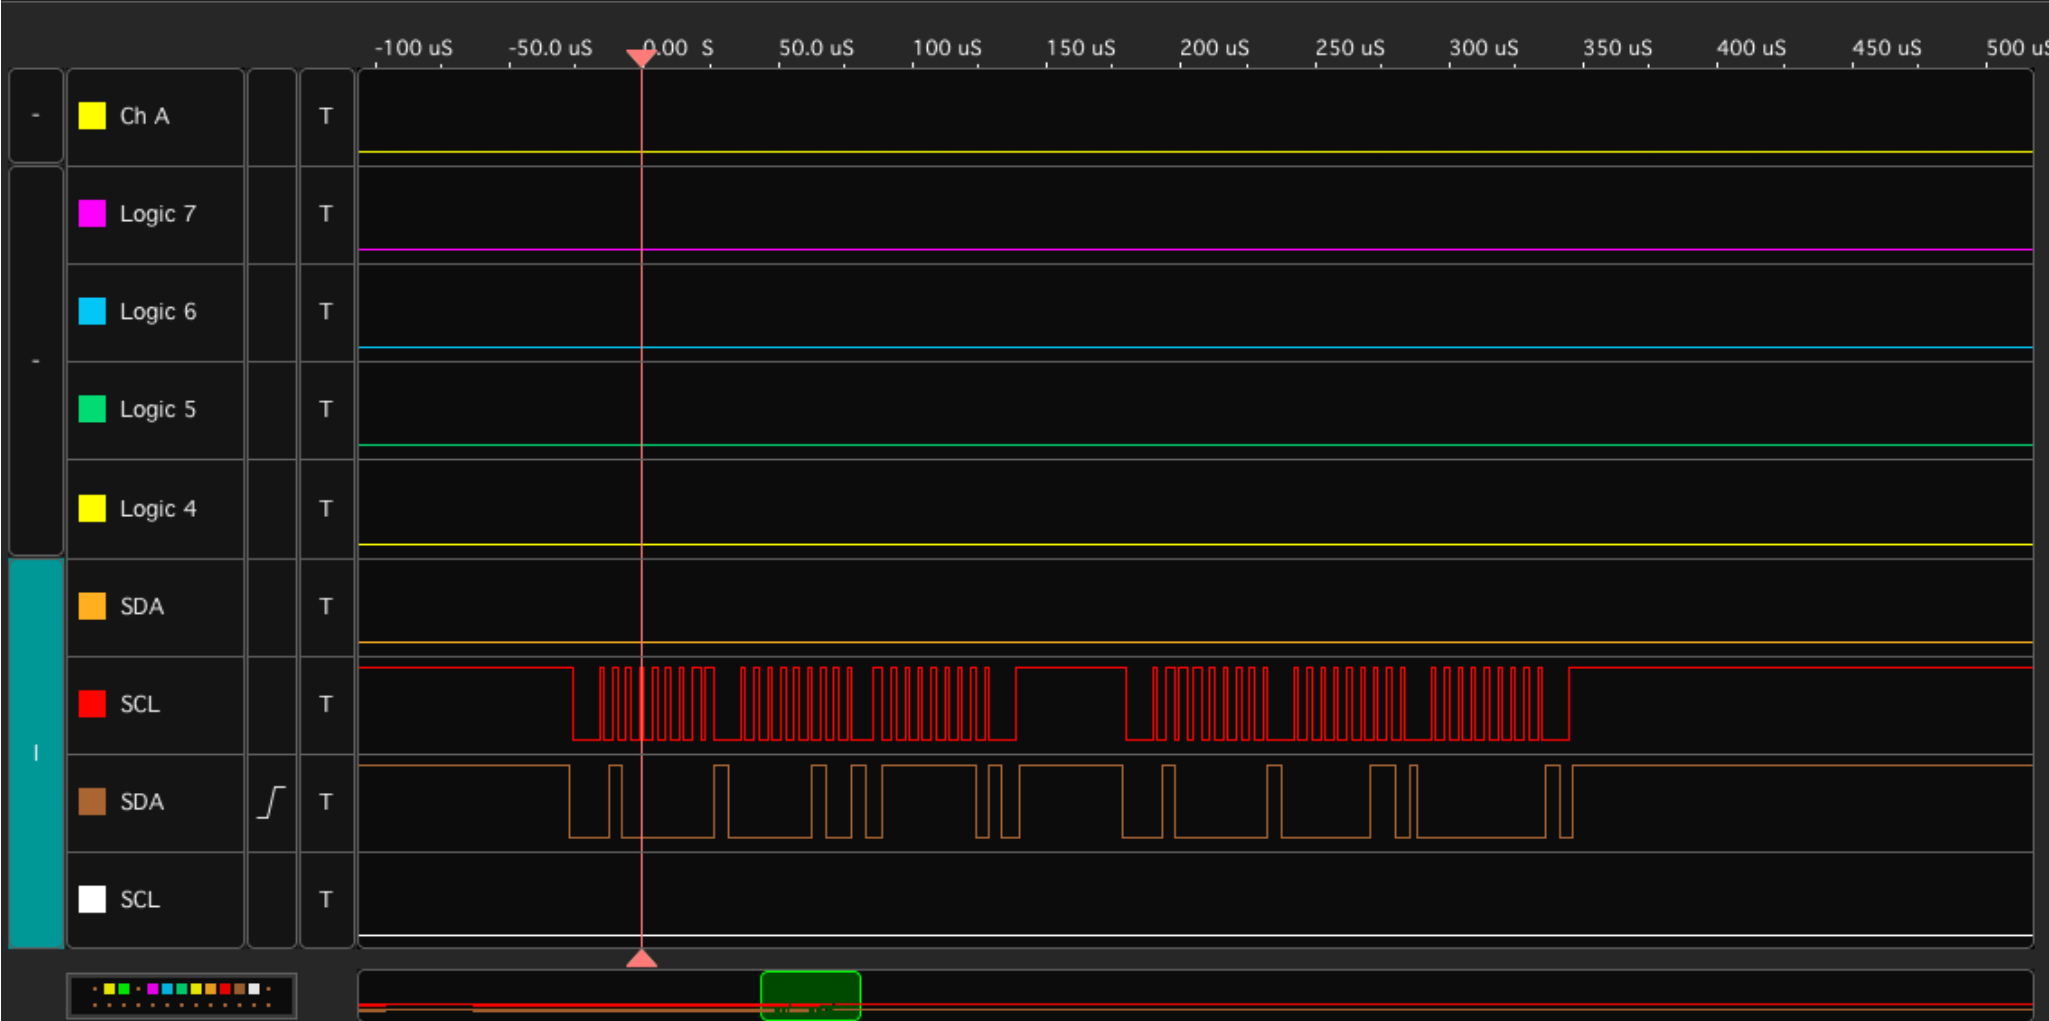 -100 uS -50.0 uS 0.00 S 50.0 uS 100 uS 150 uS 200 uS 250 uS 300 uS 350 uS 400 uS 450 uS 500 uS
- Ch A T
Logic 7 T
Logic 6 T
- Logic 5 T
Logic 4 T
SDA T
I SCL T
SDA T
SCL T